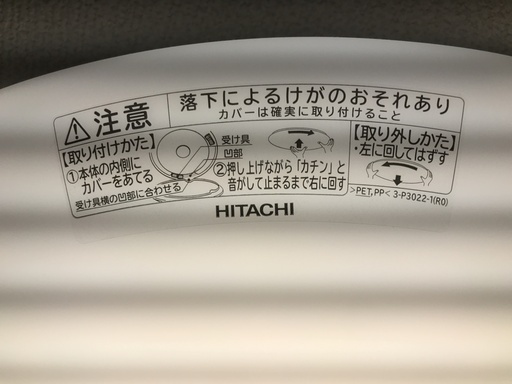 注意
落下によるけがのおそれあり
カバーは確実に取り付けること
【取り付けかた】
①本体の内側に
カバーをあてる
受け具横の凹部に合わせる
受け具
凹部
②押し上げながら「カチン」と
音がして止まるまで右に回す
【取り外しかた】
・左に回してはずす
>PET,PP< 3-P3022-1(R0)
HITACHI